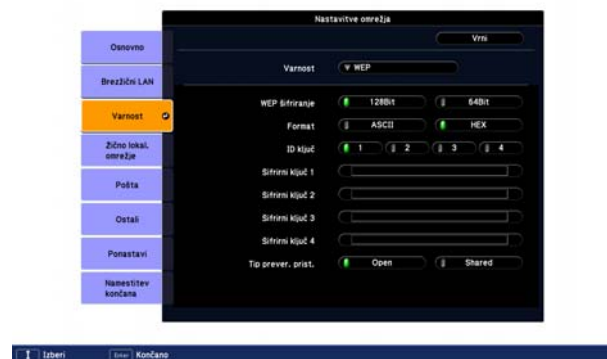 Nastavitve omrežja
Vrni
Osnovno
Brezžični LAN
Varnost
Žično lokal.
omrežje
Pošta
Ostali
Ponastavi
Namestitev
končana
Varnost WEP
WEP šifriranje 128Bit 64Bit
Format ASCII HEX
ID ključ 1 2 3 4
Šifrirni ključ 1
Šifrirni ključ 2
Šifrirni ključ 3
Šifrirni ključ 4
Tip prever. prist. Open Shared
Izberi Enter Končano